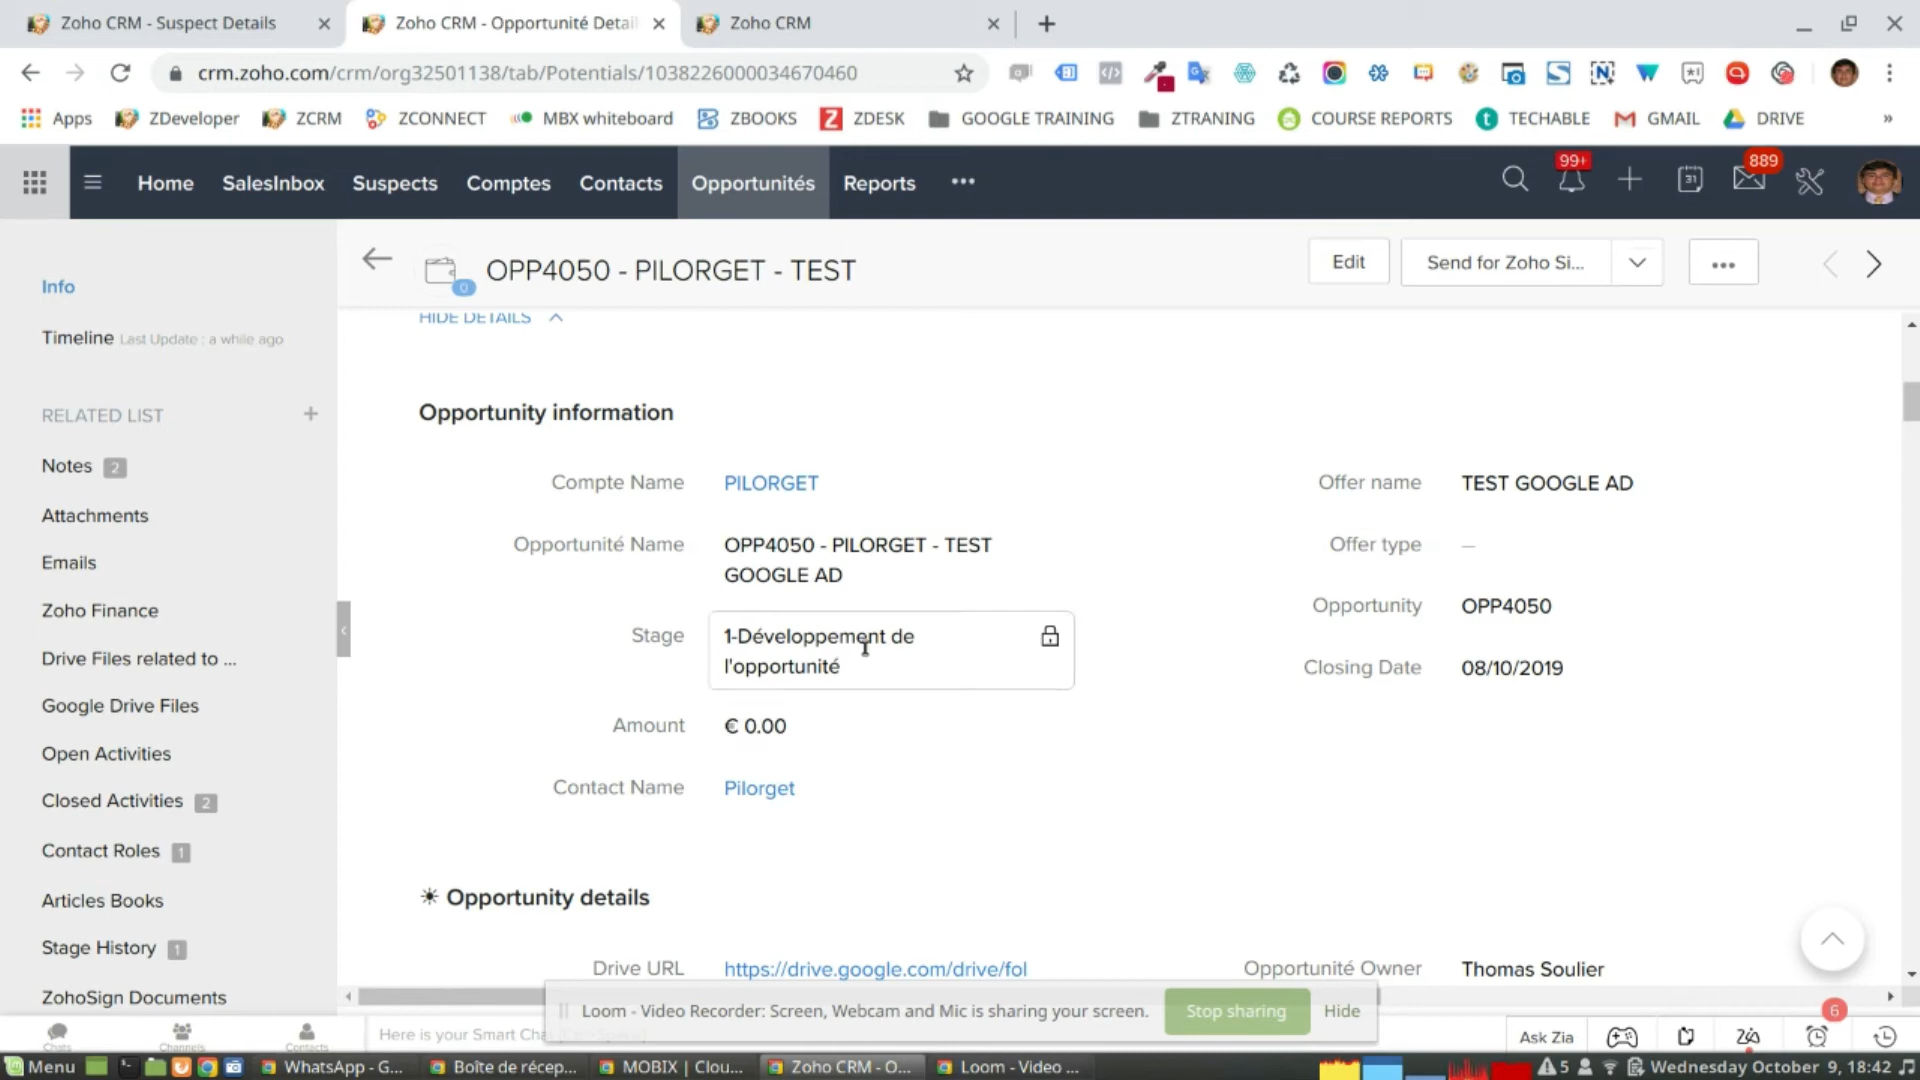 Zoho CRM - Suspect Details
Zoho CRM - Opportunité Detail
Zoho CRM
crm.zoho.com/crm/org32501138/tab/Potentials/1038226000034670460
Apps
ZDeveloper
ZCRM
ZCONNECT
MBX whiteboard
ZBOOKS
ZDESK
GOOGLE TRAINING
ZTRANING
COURSE REPORTS
TECHABLE
GMAIL
DRIVE
»
Home
SalesInbox
Suspects
Comptes
Contacts
Opportunités
Reports
99+
31
889
OPP4050 - PILORGET - TEST
0
Edit
Send for Zoho Si...
Info
Timeline Last Update : a while ago
RELATED LIST
Notes 2
Attachments
Emails
Zoho Finance
Drive Files related to ...
Google Drive Files
Open Activities
Closed Activities 2
Contact Roles 1
Articles Books
Stage History 1
ZohoSign Documents
HIDE DETAILS
Opportunity information
Compte Name PILORGET
Offer name TEST GOOGLE AD
Opportunité Name OPP4050 - PILORGET - TEST
GOOGLE AD
Offer type —
Opportunity OPP4050
Stage 1-Développement de
l'opportunité
Closing Date 08/10/2019
Amount € 0.00
Contact Name Pilorget
Opportunity details
Drive URL https://drive.google.com/drive/fol
Opportunité Owner Thomas Soulier
Loom - Video Recorder: Screen, Webcam and Mic is sharing your screen.
Stop sharing
Hide
6
Chats
Channels
Contacts
Here is your Smart Cha
Ask Zia
Menu
WhatsApp - G...
Boîte de récep...
MOBIX | Clou...
Zoho CRM - O...
Loom - Video ...
5
Wednesday October 9, 18:42